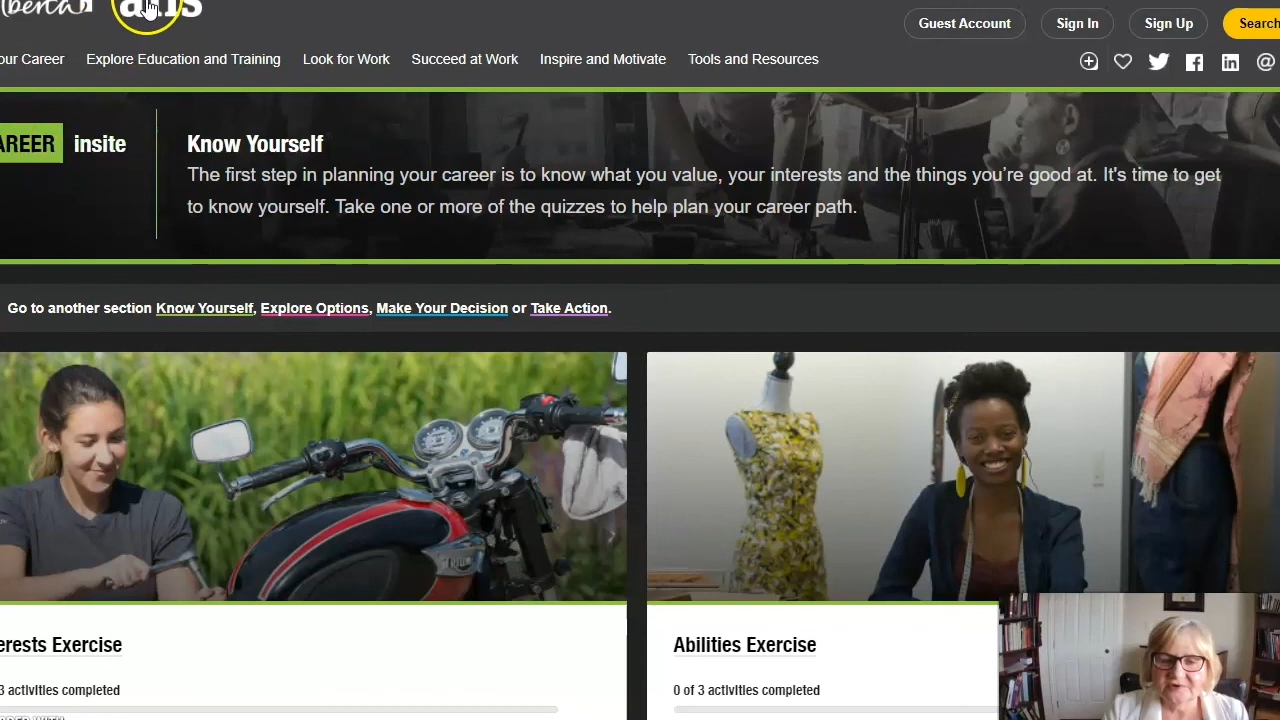 alis
Guest Account
Sign In
Sign Up
Search
our Career
Explore Education and Training
Look for Work
Succeed at Work
Inspire and Motivate
Tools and Resources
CAREER insite
Know Yourself
The first step in planning your career is to know what you value, your interests and the things you're good at. It's time to get
to know yourself. Take one or more of the quizzes to help plan your career path.
Go to another section Know Yourself, Explore Options, Make Your Decision or Take Action.
erests Exercise
3 activities completed
Abilities Exercise
0 of 3 activities completed